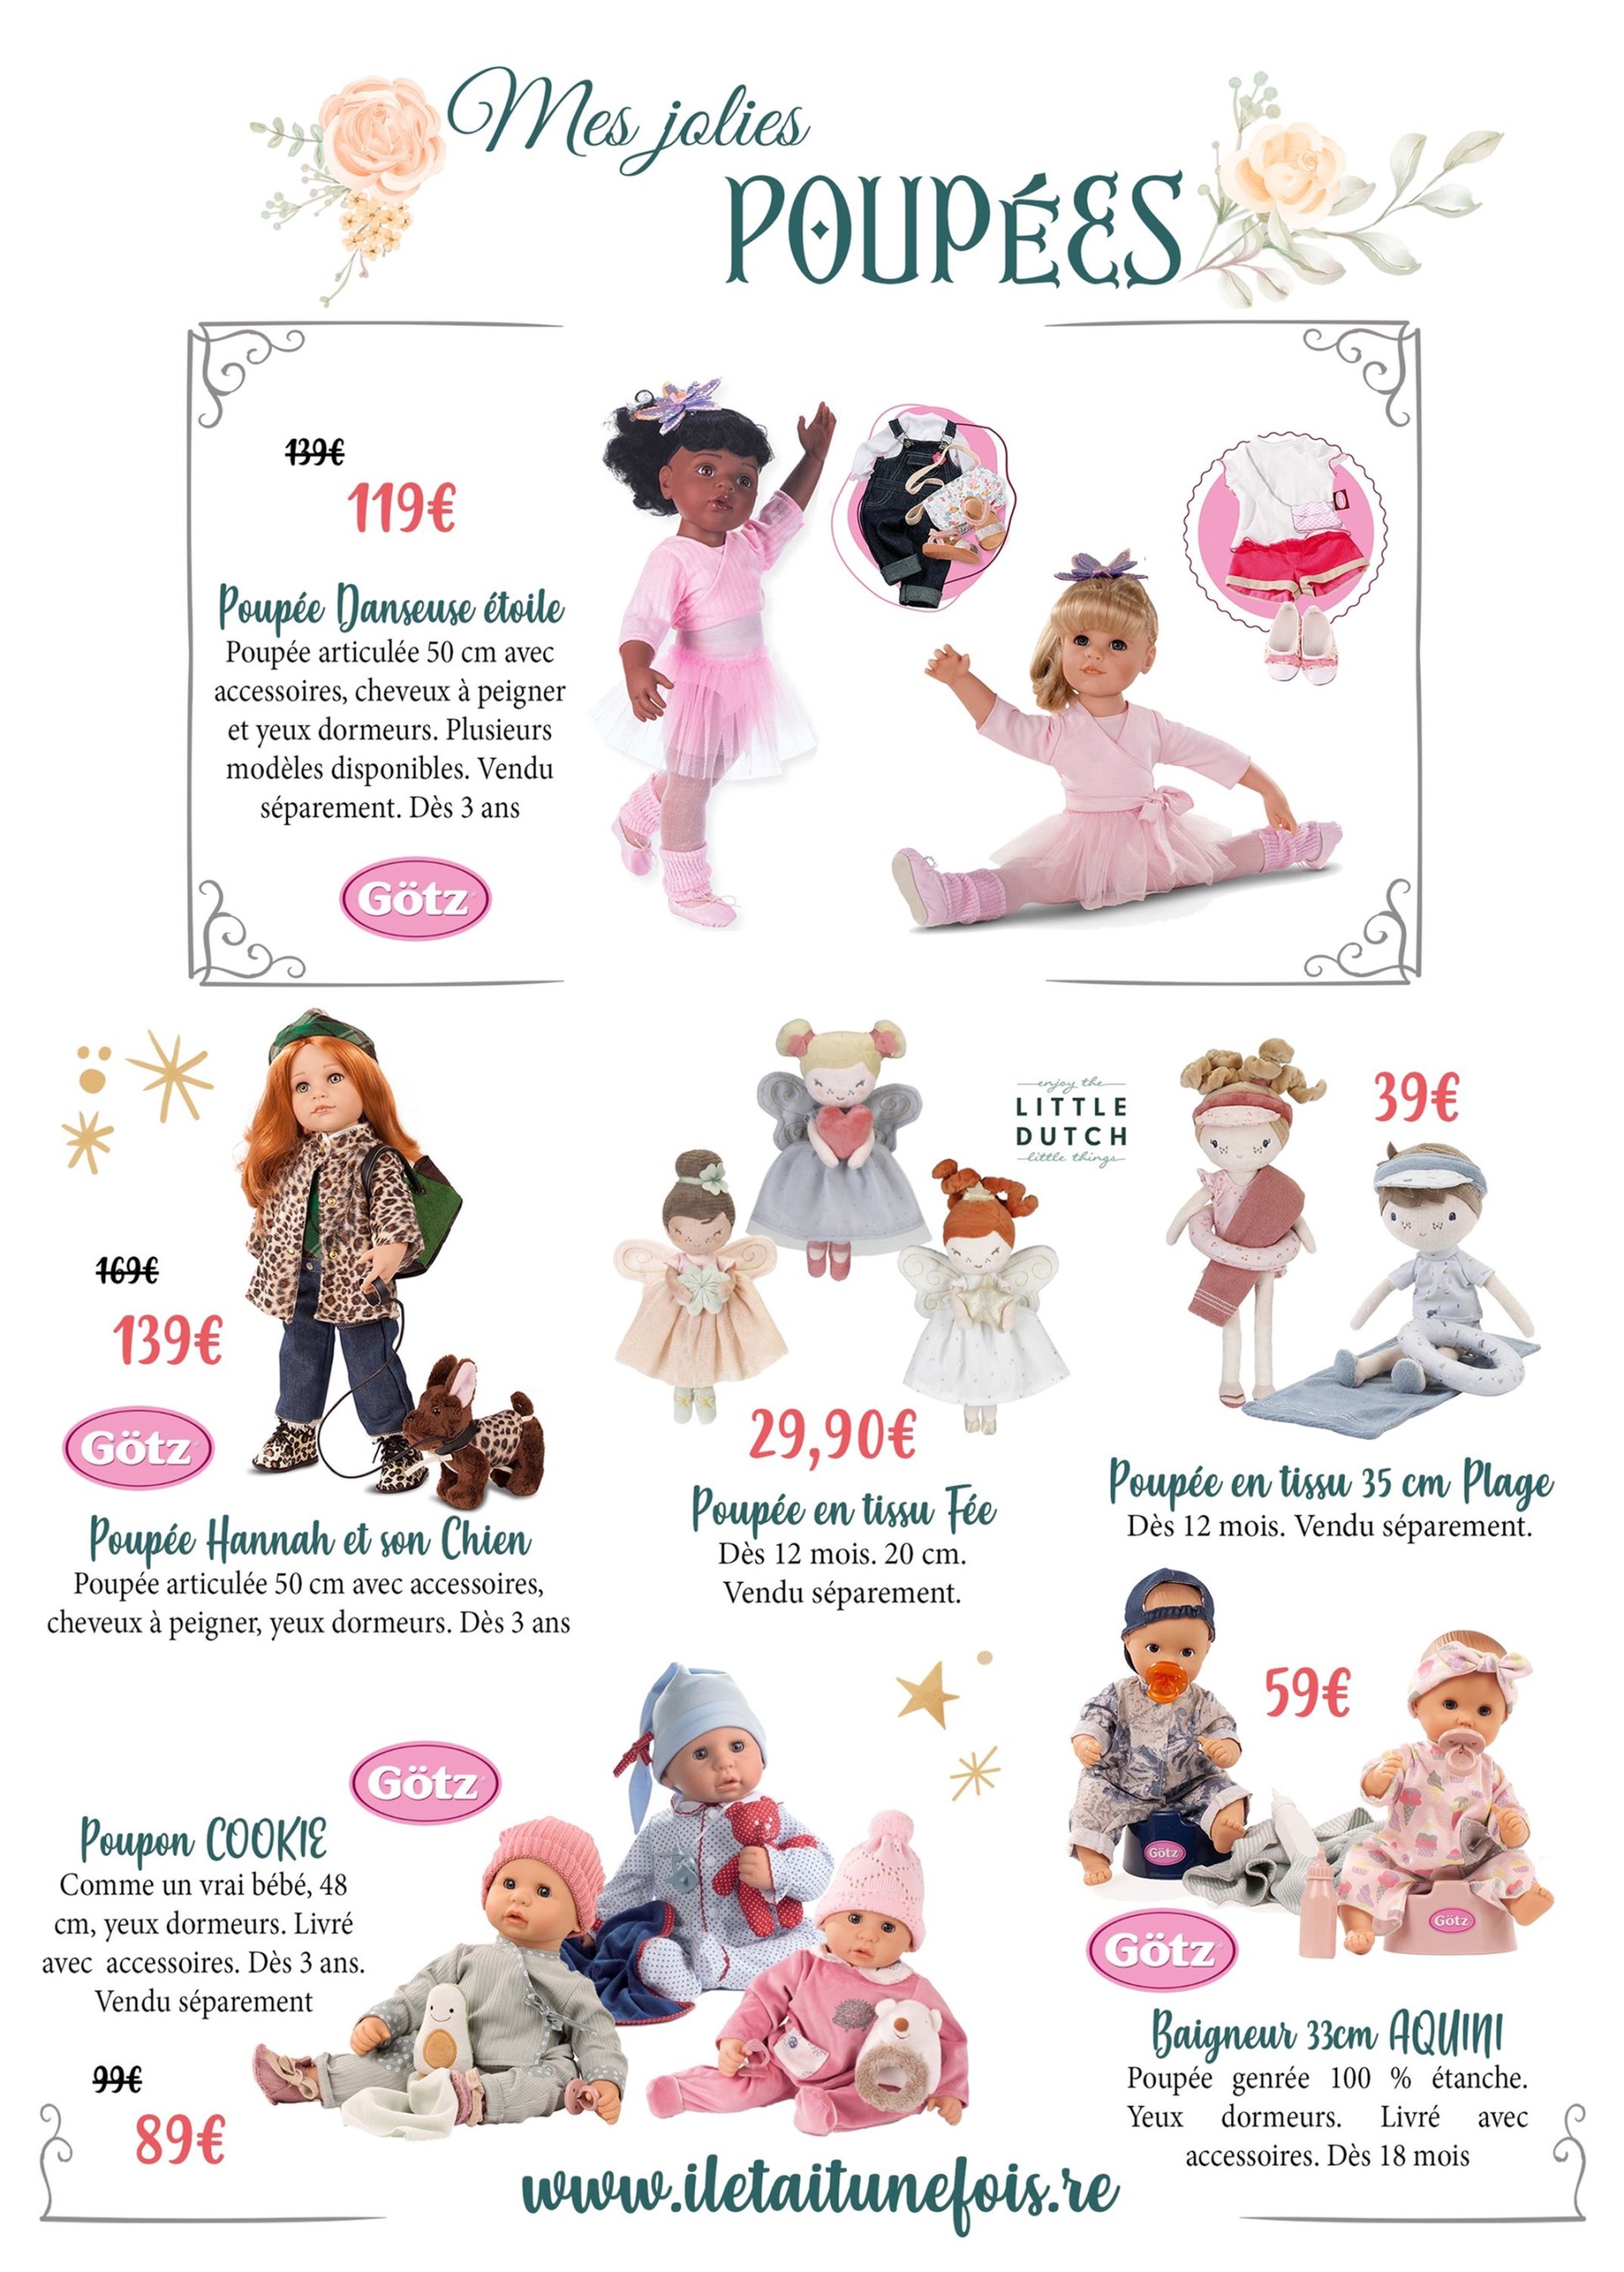 Mes jolies
POUPÉES
139€
119€
Poupée Danseuse étoile
Poupée articulée 50 cm avec
accessoires, cheveux à peigner
et yeux dormeurs. Plusieurs
modèles disponibles. Vendu
séparement. Dès 3 ans
Götz
169€
139€
Götz
Poupée Hannah et son Chien
Poupée articulée 50 cm avec accessoires,
cheveux à peigner, yeux dormeurs. Dès 3 ans
enjoy the
LITTLE
DUTCH
little things
29,90€
Poupée en tissu Fée
Dès 12 mois. 20 cm.
Vendu séparement.
39€
Poupée en tissu 35 cm Plage
Dès 12 mois. Vendu séparement.
Götz
Poupon COOKIE
Comme un vrai bébé, 48
cm, yeux dormeurs. Livré
avec accessoires. Dès 3 ans.
Vendu séparement
99€
89€
59€
Götz
Götz
Götz
Baigneur 33cm AQUINI
Poupée genrée 100 % étanche.
Yeux dormeurs. Livré avec
accessoires. Dès 18 mois
www.iletaitunefois.re